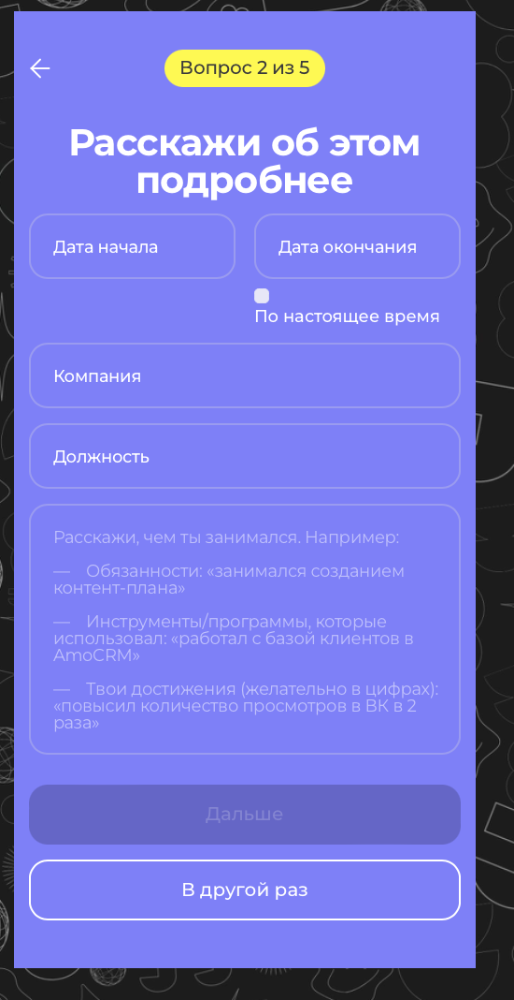 Вопрос 2 из 5
Расскажи об этом
подробнее
Дата начала
Дата окончания
По настоящее время
Компания
Должность
Расскажи, чем ты занимался. Например:
— Обязанности: «занимался созданием
контент-плана»
— Инструменты/программы, которые
использовал: «работал с базой клиентов в
AmoCRM»
— Твои достижения (желательно в цифрах):
«повысил количество просмотров в ВК в 2
раза»
Дальше
В другой раз